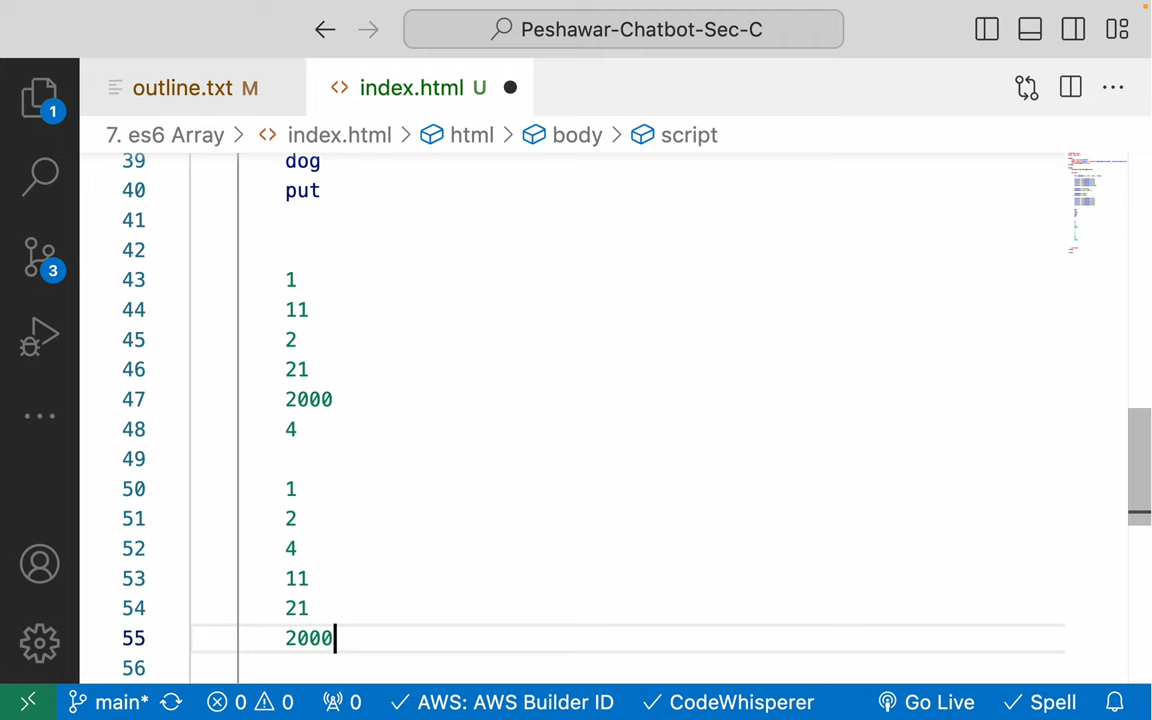 Peshawar-Chatbot-Sec-C
outline.txt M
index.html U
7. es6 Array > index.html > html > body > script
39 dog
40 put
41
42
43 1
44 11
45 2
46 21
47 2000
48 4
49
50 1
51 2
52 4
53 11
54 21
55 2000
56
1
3
main* 0 0 0 AWS: AWS Builder ID CodeWhisperer Go Live Spell